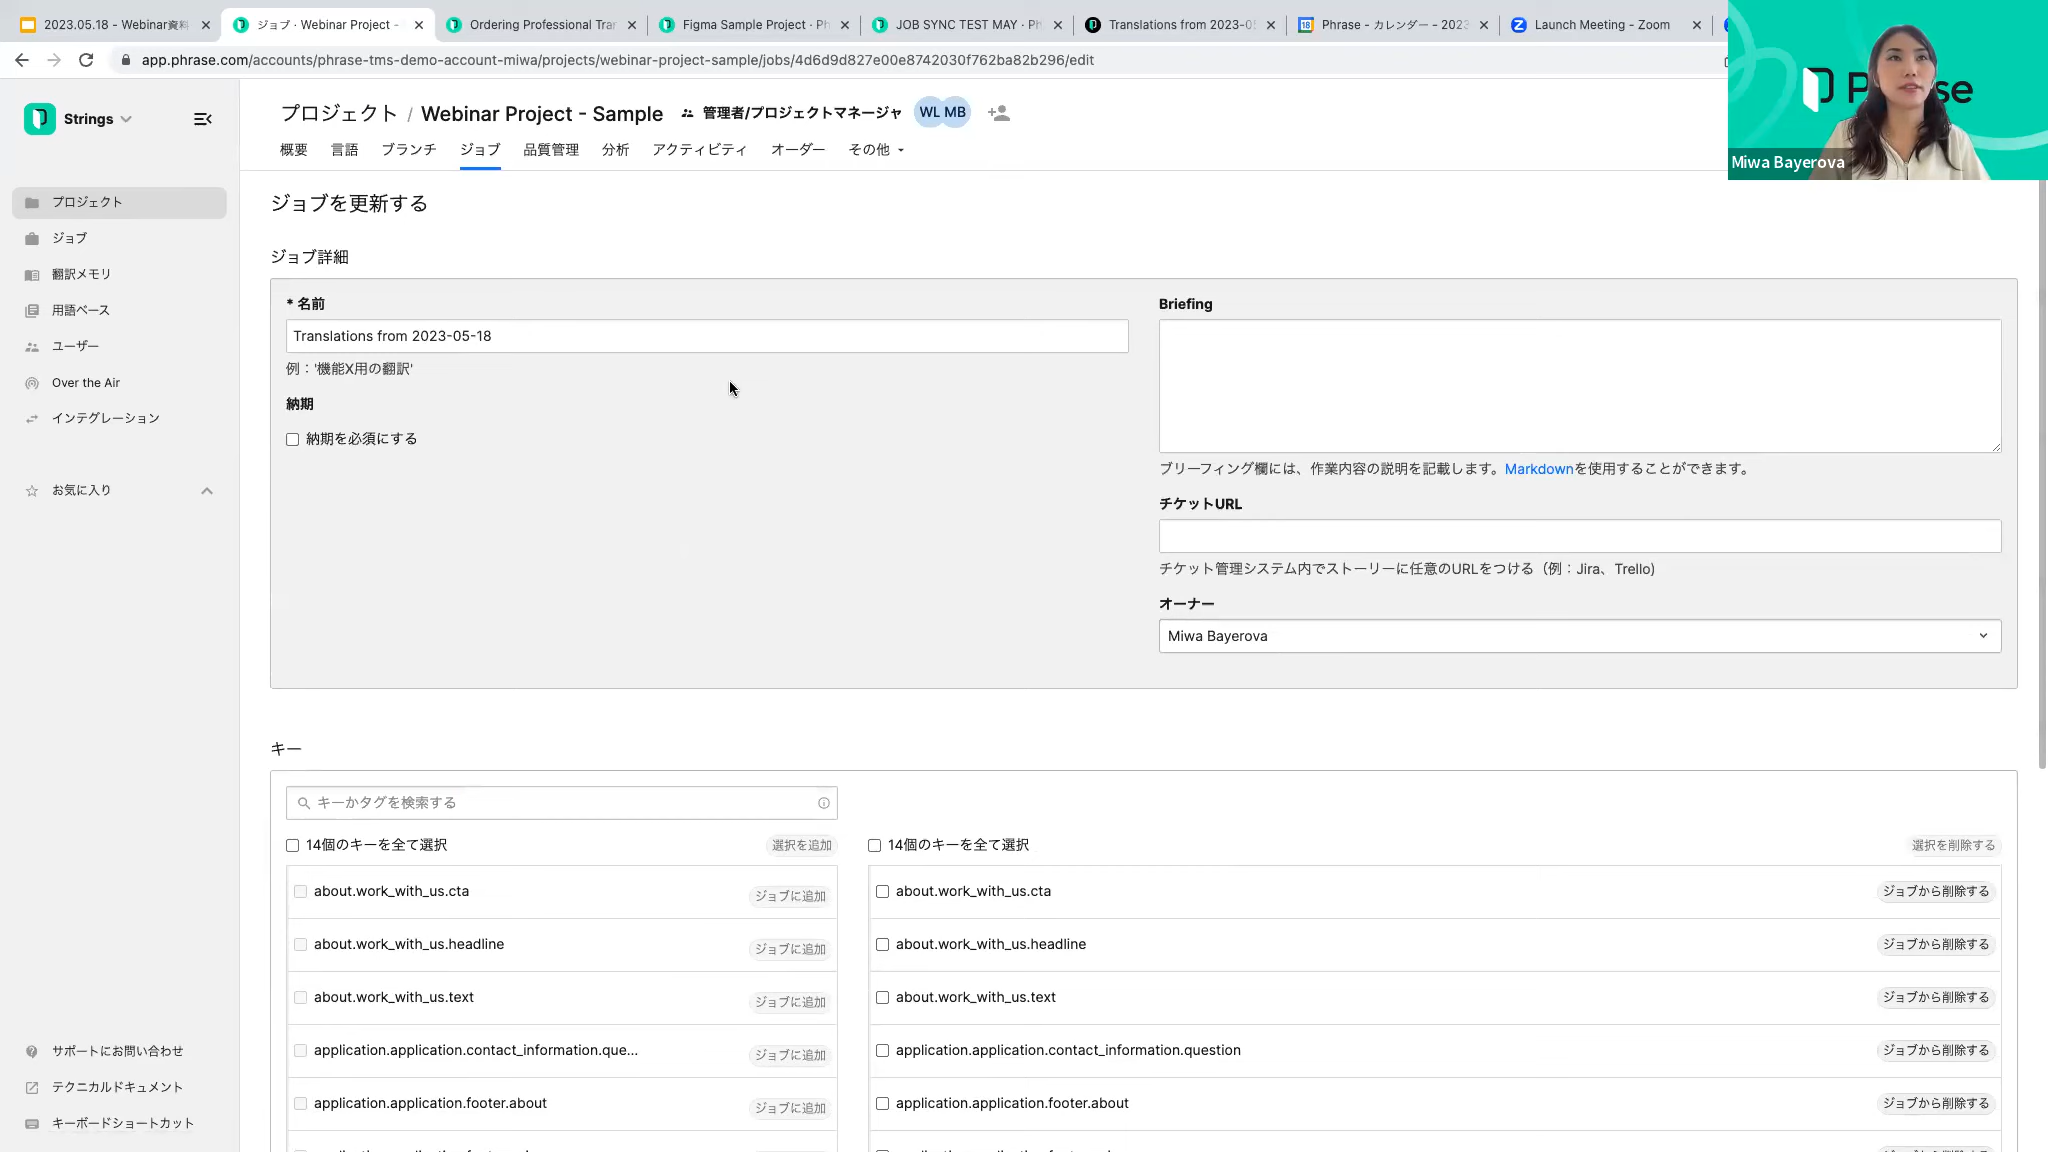 2023.05.18 - Webinar資料
ジョブ · Webinar Project -
Ordering Professional Tra
Figma Sample Project · Ph
JOB SYNC TEST MAY · Ph
Translations from 2023-05
Phrase - カレンダー - 2023
Launch Meeting - Zoom
app.phrase.com/accounts/phrase-tms-demo-account-miwa/projects/webinar-project-sample/jobs/4d6d9d827e00e8742030f762ba82b296/edit
Miwa Bayerova
Strings
プロジェクト / Webinar Project - Sample 管理者/プロジェクトマネージャ WL MB
概要 言語 ブランチ ジョブ 品質管理 分析 アクティビティ オーダー その他
プロジェクト
ジョブ
翻訳メモリ
用語ベース
ユーザー
Over the Air
インテグレーション
お気に入り
サポートにお問い合わせ
テクニカルドキュメント
キーボードショートカット
ジョブを更新する
ジョブ詳細
* 名前
Translations from 2023-05-18
例：'機能X用の翻訳'
納期
納期を必須にする
Briefing
ブリーフィング欄には、作業内容の説明を記載します。Markdownを使用することができます。
チケットURL
チケット管理システム内でストーリーに任意のURLをつける（例：Jira、Trello)
オーナー
Miwa Bayerova
キー
キーかタグを検索する
14個のキーを全て選択 選択を追加
about.work_with_us.cta ジョブに追加
about.work_with_us.headline ジョブに追加
about.work_with_us.text ジョブに追加
application.application.contact_information.que... ジョブに追加
application.application.footer.about ジョブに追加
14個のキーを全て選択 選択を削除する
about.work_with_us.cta ジョブから削除する
about.work_with_us.headline ジョブから削除する
about.work_with_us.text ジョブから削除する
application.application.contact_information.question ジョブから削除する
application.application.footer.about ジョブから削除する